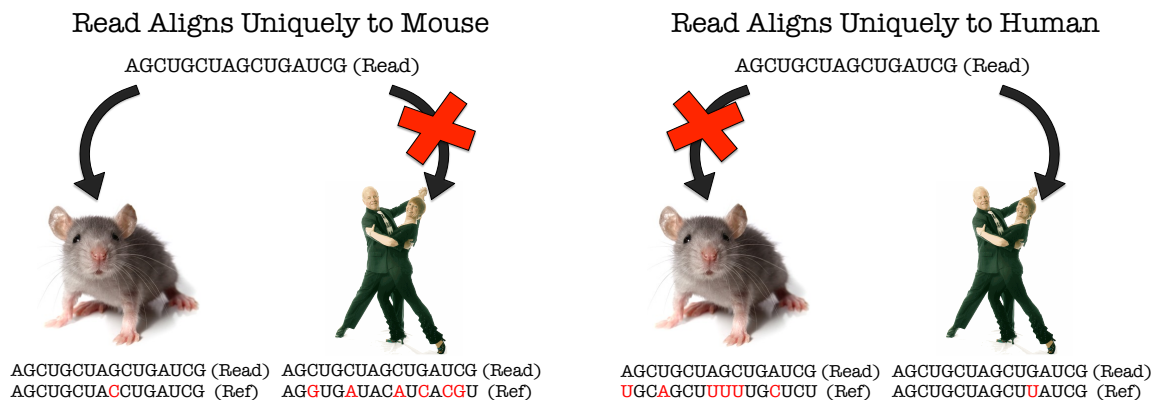 Read Aligns Uniquely to Mouse
AGCUGCUAGCUGAUCG (Read)
AGCUGCUAGCUGAUCG (Read)
AGCUGCUACCUGAUCG (Ref)
AGCUGCUAGCUGAUCG (Read)
AGGUGAUACAUCACGU (Ref)
Read Aligns Uniquely to Human
AGCUGCUAGCUGAUCG (Read)
AGCUGCUAGCUGAUCG (Read)
UGCAGCUUUUUGCUCU (Ref)
AGCUGCUAGCUGAUCG (Read)
AGCUGCUAGCUUAUCG (Ref)